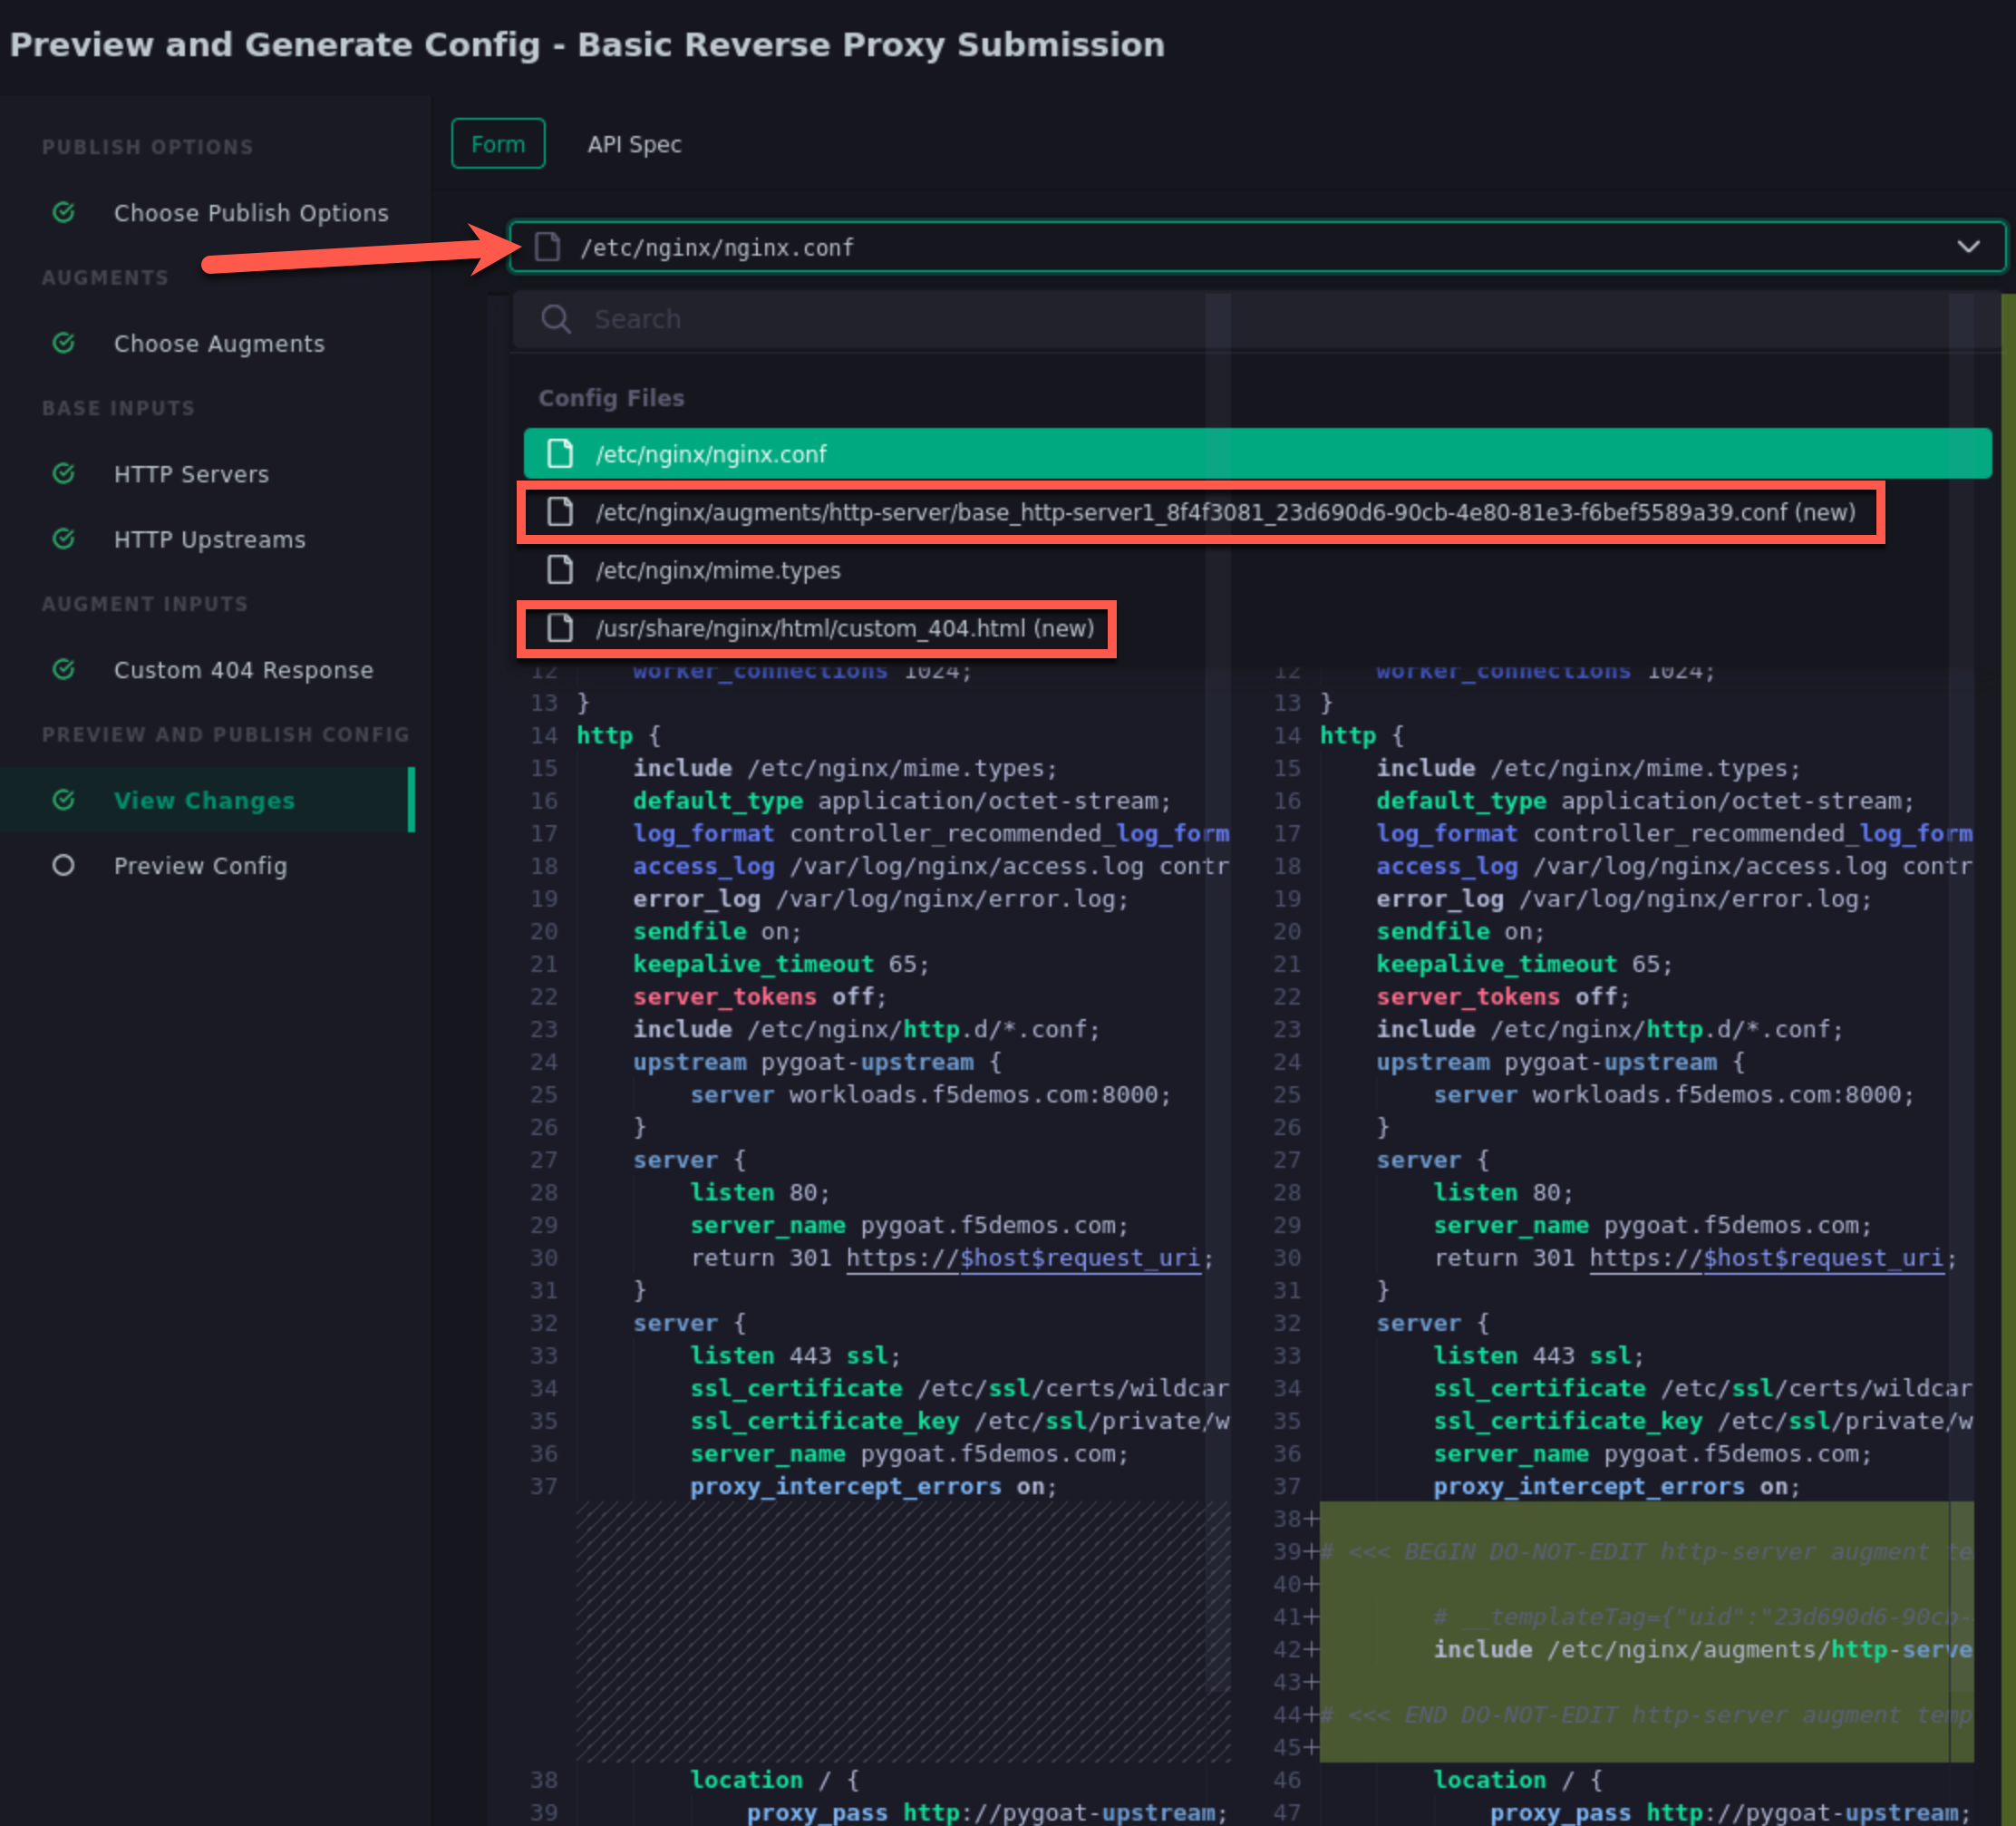 Preview and Generate Config - Basic Reverse Proxy Submission
PUBLISH OPTIONS
Choose Publish Options
AUGMENTS
Choose Augments
BASE INPUTS
HTTP Servers
HTTP Upstreams
AUGMENT INPUTS
Custom 404 Response
PREVIEW AND PUBLISH CONFIG
View Changes
Preview Config
Form
API Spec
/etc/nginx/nginx.conf
Search
Config Files
/etc/nginx/nginx.conf
/etc/nginx/augments/http-server/base_http-server1_8f4f3081_23d690d6-90cb-4e80-81e3-f6bef5589a39.conf (new)
/etc/nginx/mime.types
/usr/share/nginx/html/custom_404.html (new)
12 worker_connections 1024;
13 }
14 http {
15 include /etc/nginx/mime.types;
16 default_type application/octet-stream;
17 log_format controller_recommended_log_form
18 access_log /var/log/nginx/access.log contr
19 error_log /var/log/nginx/error.log;
20 sendfile on;
21 keepalive_timeout 65;
22 server_tokens off;
23 include /etc/nginx/http.d/*.conf;
24 upstream pygoat-upstream {
25 server workloads.f5demos.com:8000;
26 }
27 server {
28 listen 80;
29 server_name pygoat.f5demos.com;
30 return 301 https://$host$request_uri;
31 }
32 server {
33 listen 443 ssl;
34 ssl_certificate /etc/ssl/certs/wildcar
35 ssl_certificate_key /etc/ssl/private/w
36 server_name pygoat.f5demos.com;
37 proxy_intercept_errors on;
38 location / {
39 proxy_pass http://pygoat-upstream;
12 worker_connections 1024;
13 }
14 http {
15 include /etc/nginx/mime.types;
16 default_type application/octet-stream;
17 log_format controller_recommended_log_form
18 access_log /var/log/nginx/access.log contr
19 error_log /var/log/nginx/error.log;
20 sendfile on;
21 keepalive_timeout 65;
22 server_tokens off;
23 include /etc/nginx/http.d/*.conf;
24 upstream pygoat-upstream {
25 server workloads.f5demos.com:8000;
26 }
27 server {
28 listen 80;
29 server_name pygoat.f5demos.com;
30 return 301 https://$host$request_uri;
31 }
32 server {
33 listen 443 ssl;
34 ssl_certificate /etc/ssl/certs/wildcar
35 ssl_certificate_key /etc/ssl/private/w
36 server_name pygoat.f5demos.com;
37 proxy_intercept_errors on;
38+
39+# <<< BEGIN DO-NOT-EDIT http-server augment te
40+
41+ # __templateTag={"uid":"23d690d6-90cb-
42+ include /etc/nginx/augments/http-serve
43+
44+# <<< END DO-NOT-EDIT http-server augment temp
45+
46 location / {
47 proxy_pass http://pygoat-upstream;